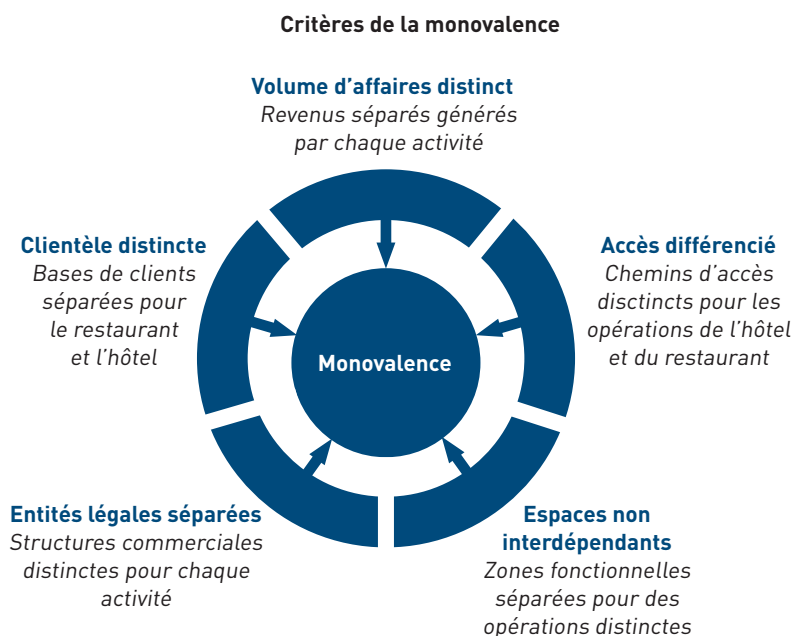 Critères de la monovalence
Volume d’affaires distinct
Revenus séparés générés
par chaque activité
Clientèle distincte
Bases de clients
séparées pour
le restaurant
et l’hôtel
Accès différencié
Chemins d’accès
disctincts pour les
opérations de l’hôtel
et du restaurant
Monovalence
Entités légales séparées
Structures commerciales
distinctes pour chaque
activité
Espaces non
interdépendants
Zones fonctionnelles
séparées pour des
opérations distinctes